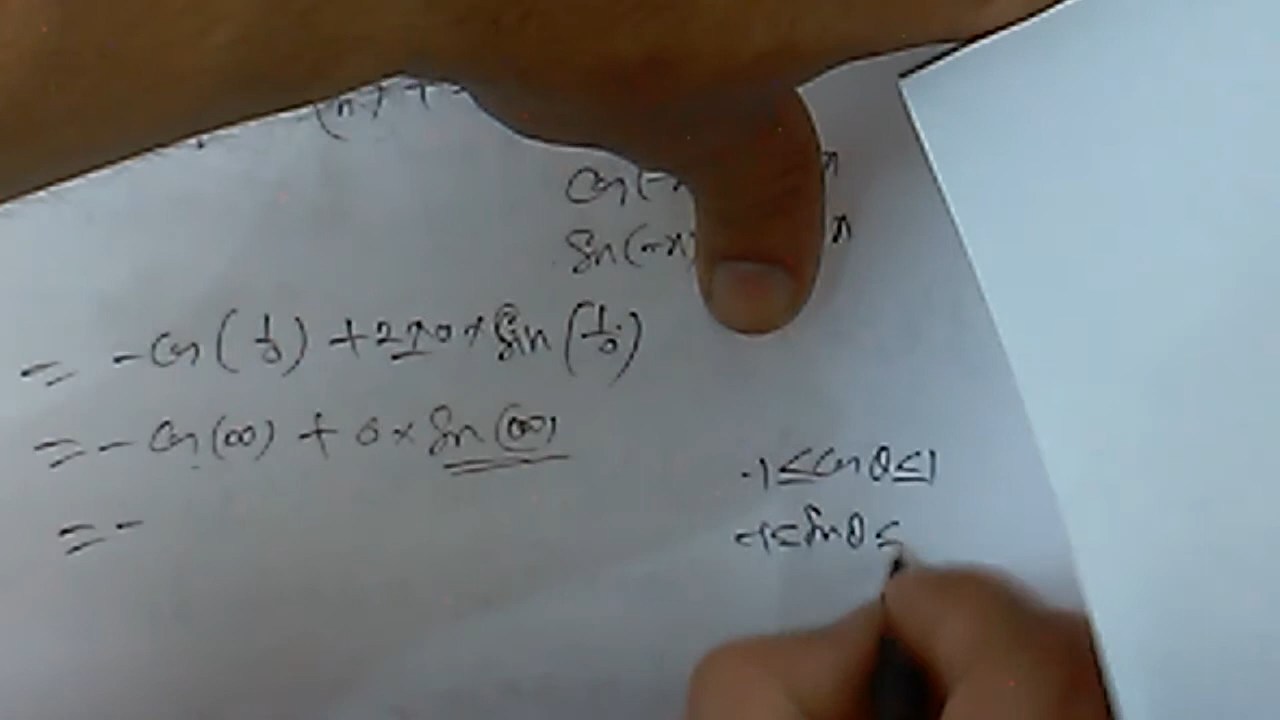 (n) +
Cos(-x x
Sin(-x) x
= -Cos(1/0) + 2×0× Sin(1/0)
= -Cos(∞) + 0× Sin(∞)
= -
-1≤Cosθ≤1
-1≤Sinθ≤